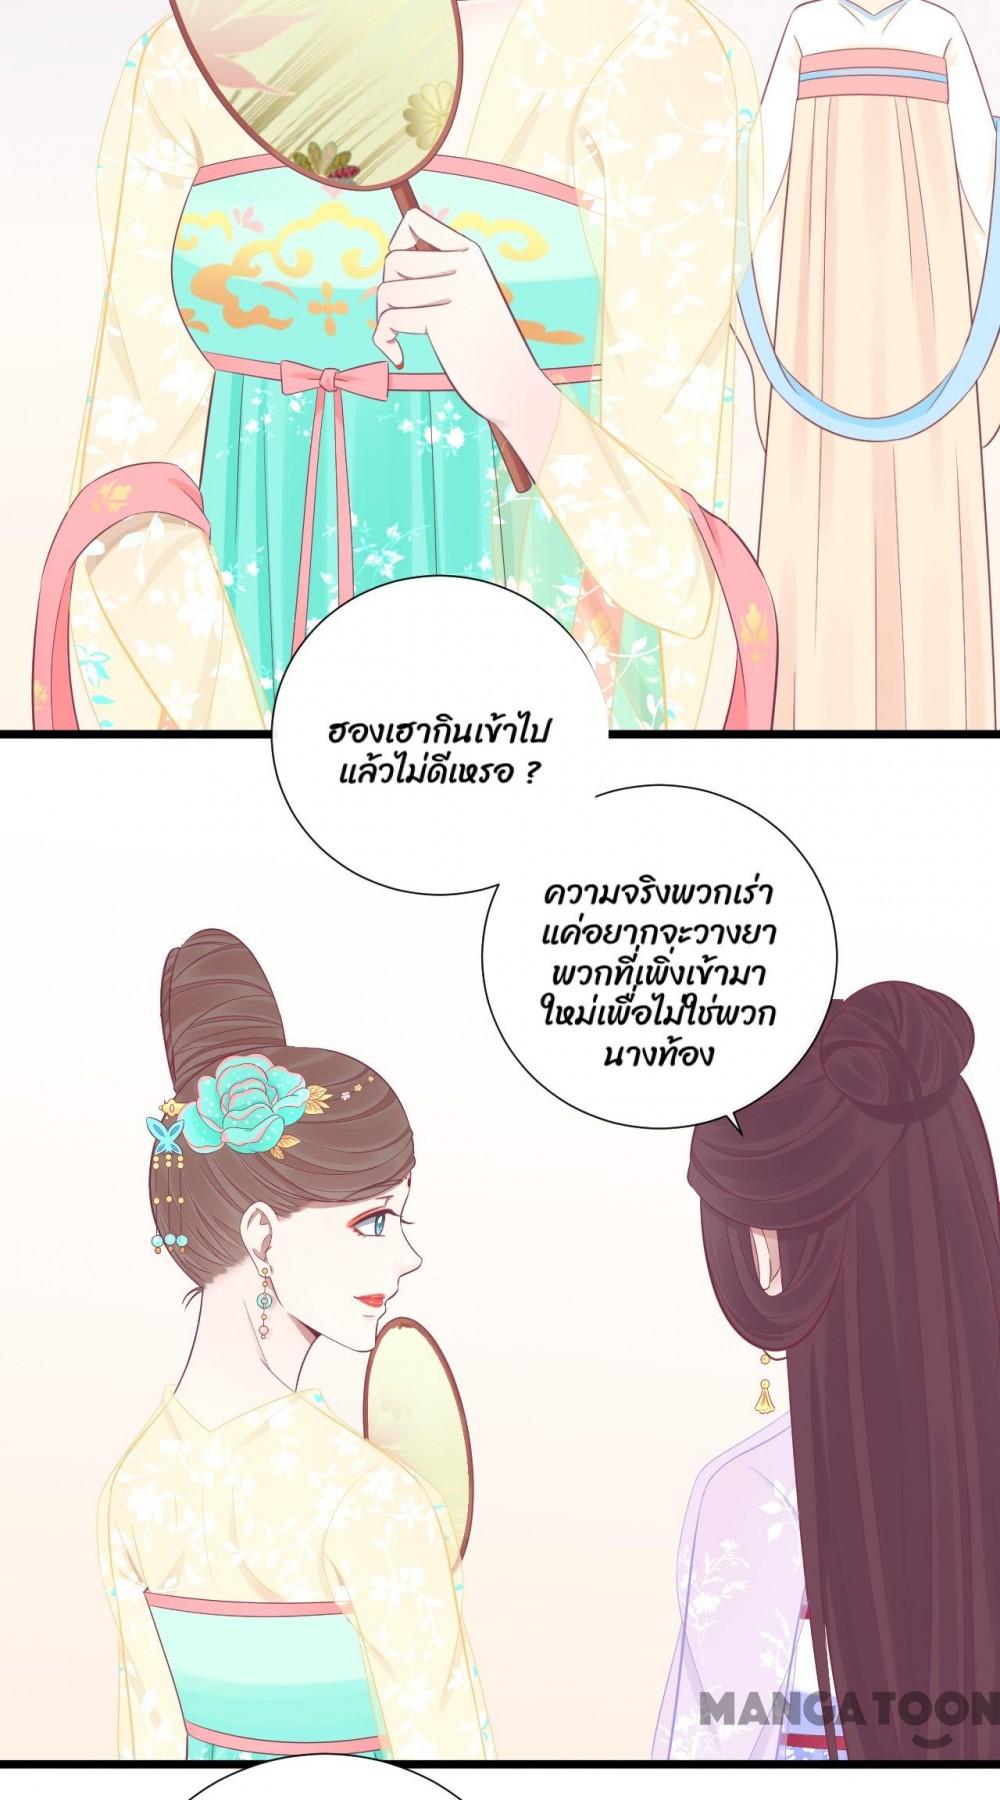 ฮองเฮากินเข้าไป
แล้วไม่ดีเหรอ ?
ความจริงพวกเร่า
แค่อยากจะวางยา
พวกที่เพิ่งเข้ามา
ใหม่เพื่อไม่ใช่พวก
นางท้อง
MANGATOON